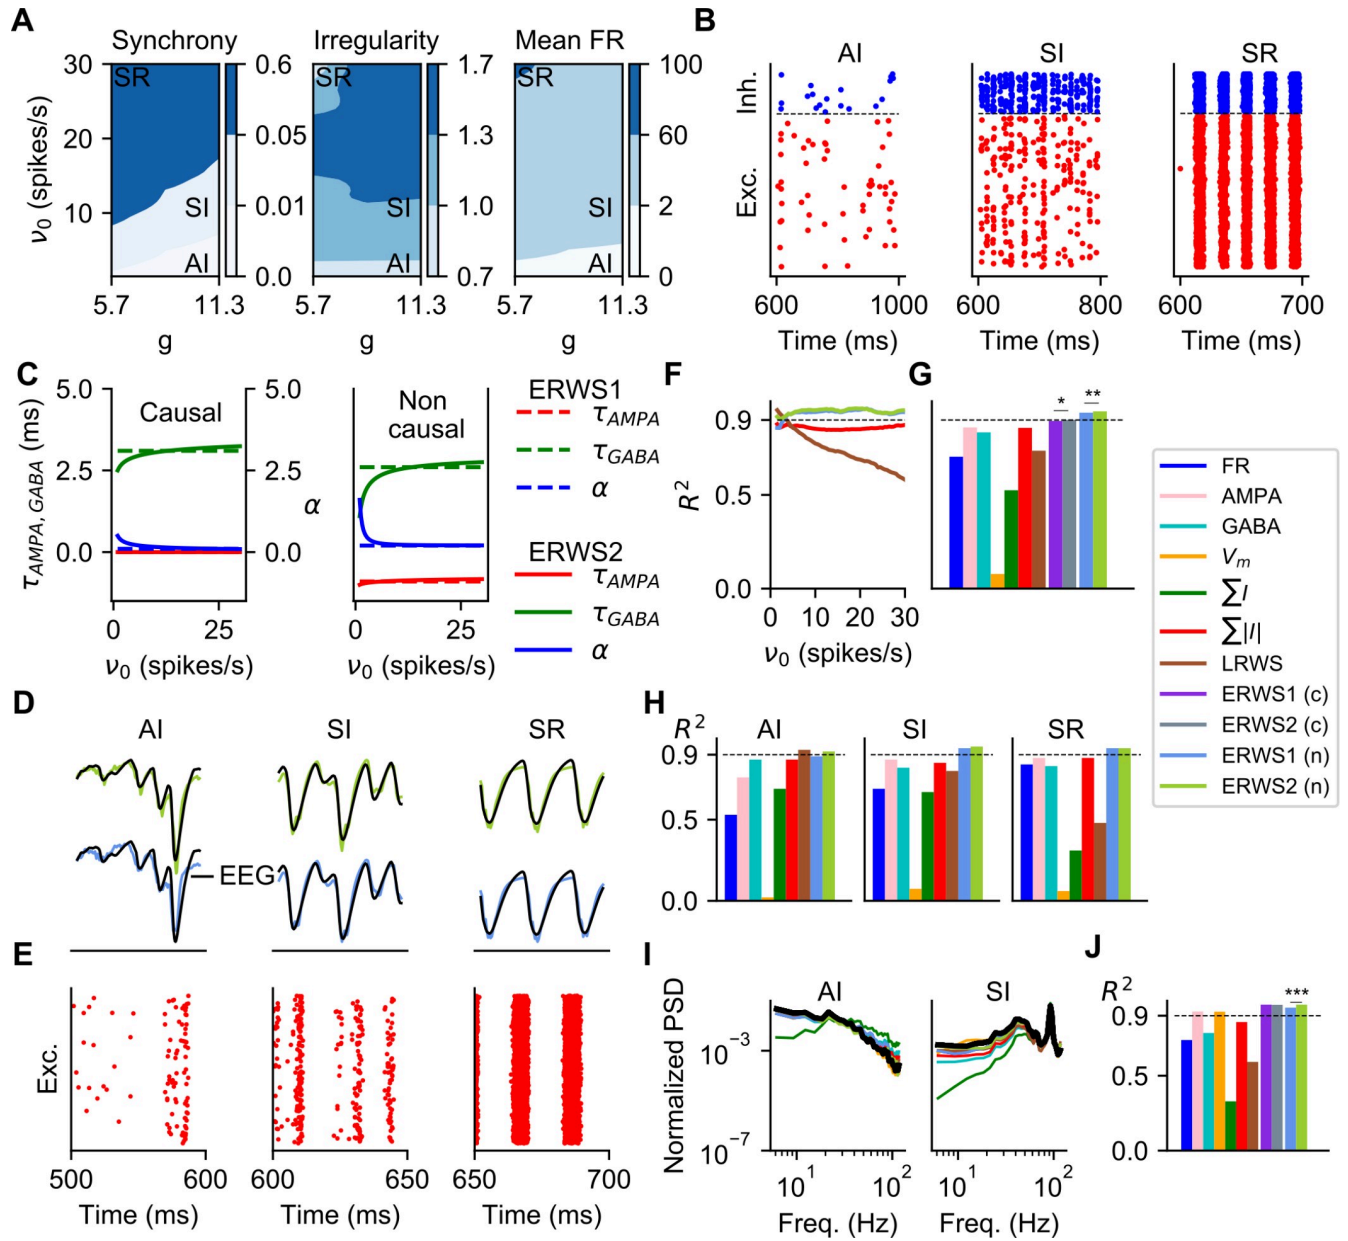 A
Synchrony
Irregularity
Mean FR
ν0 (spikes/s)
30
20
10
SR
SI
AI
5.7
11.3
g
0.6
0.05
0.01
0.0
SR
SI
AI
5.7
11.3
g
1.7
1.3
1.0
0.7
SR
SI
AI
5.7
11.3
g
100
60
2
0
B
AI
SI
SR
Inh.
Exc.
600
1000
Time (ms)
600
800
Time (ms)
600
700
Time (ms)
C
τAMPA, GABA (ms)
5.0
2.5
0.0
Causal
5.0
2.5
0.0
α
Non
causal
0
25
ν0 (spikes/s)
0
25
ν0 (spikes/s)
ERWS1
τAMPA
τGABA
α
ERWS2
τAMPA
τGABA
α
F
R2
0.9
0.5
0.0
0
15
30
ν0 (spikes/s)
G
0.9
0.5
0.0
*
**
FR
AMPA
GABA
Vm
∑I
∑|I|
LRWS
ERWS1 (c)
ERWS2 (c)
ERWS1 (n)
ERWS2 (n)
D
AI
SI
SR
EEG
E
Exc.
500
600
Time (ms)
600
650
Time (ms)
650
700
Time (ms)
H
R2
AI
SI
SR
0.9
0.5
0.0
I
AI
SI
Normalized PSD
10−3
10−7
101
102
Freq. (Hz)
101
102
Freq. (Hz)
J
R2
0.9
0.5
0.0
***